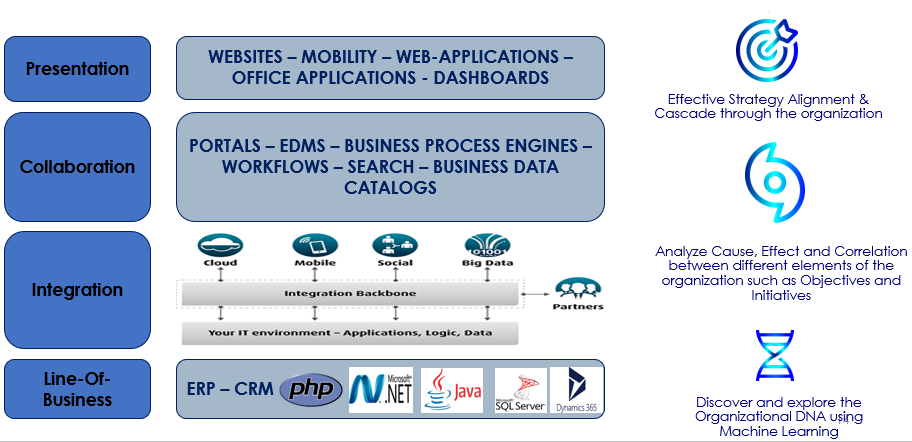 Presentation
WEBSITES – MOBILITY – WEB-APPLICATIONS –
OFFICE APPLICATIONS - DASHBOARDS
Effective Strategy Alignment &
Cascade through the organization
Collaboration
PORTALS – EDMS – BUSINESS PROCESS ENGINES –
WORKFLOWS – SEARCH – BUSINESS DATA
CATALOGS
Analyze Cause, Effect and Correlation
between different elements of the
organization such as Objectives and
Initiatives
Integration
Cloud
Mobile
Social
0100
Big Data
Integration Backbone
Partners
Your IT environment – Applications, Logic, Data
Line-Of-
Business
ERP – CRM
php
Microsoft
.NET
Java
Microsoft
SQL Server
Dynamics 365
Discover and explore the
Organizational DNA using
Machine Learning